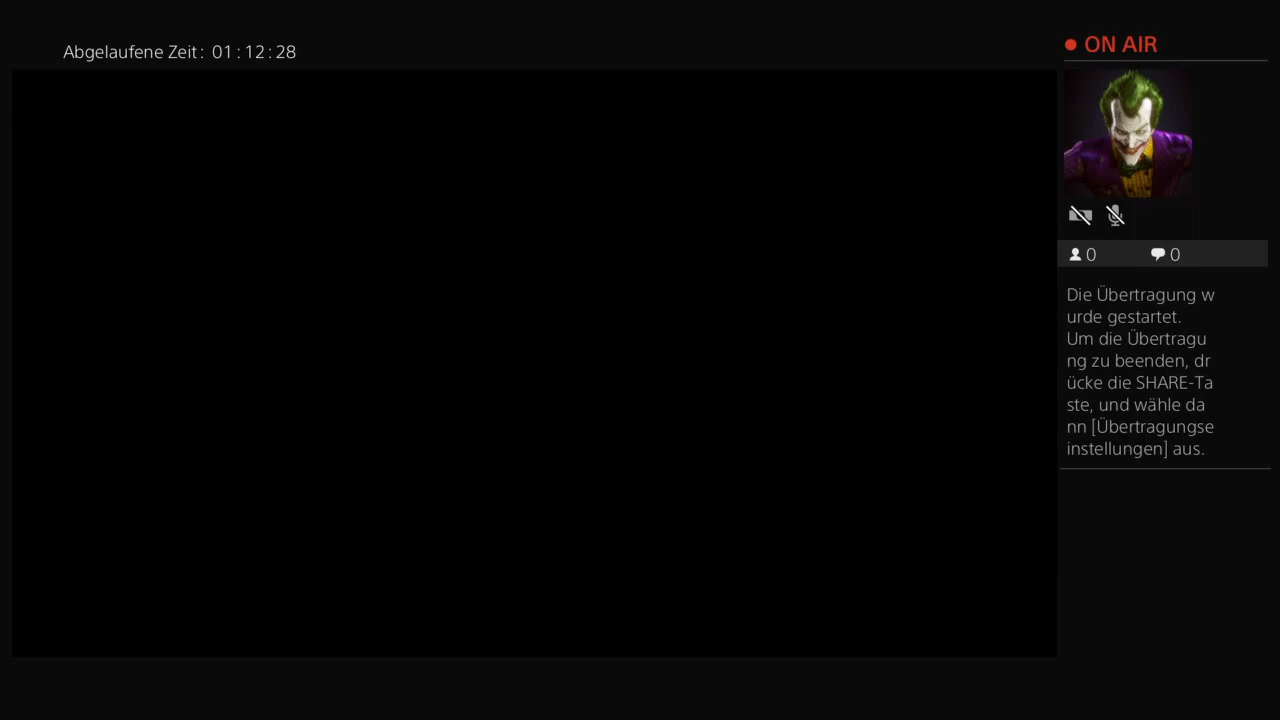 Abgelaufene Zeit: 01:12:28
ON AIR
0 0
Die Übertragung w
urde gestartet.
Um die Übertragu
ng zu beenden, dr
ücke die SHARE-Ta
ste, und wähle da
nn [Übertragungse
instellungen] aus.